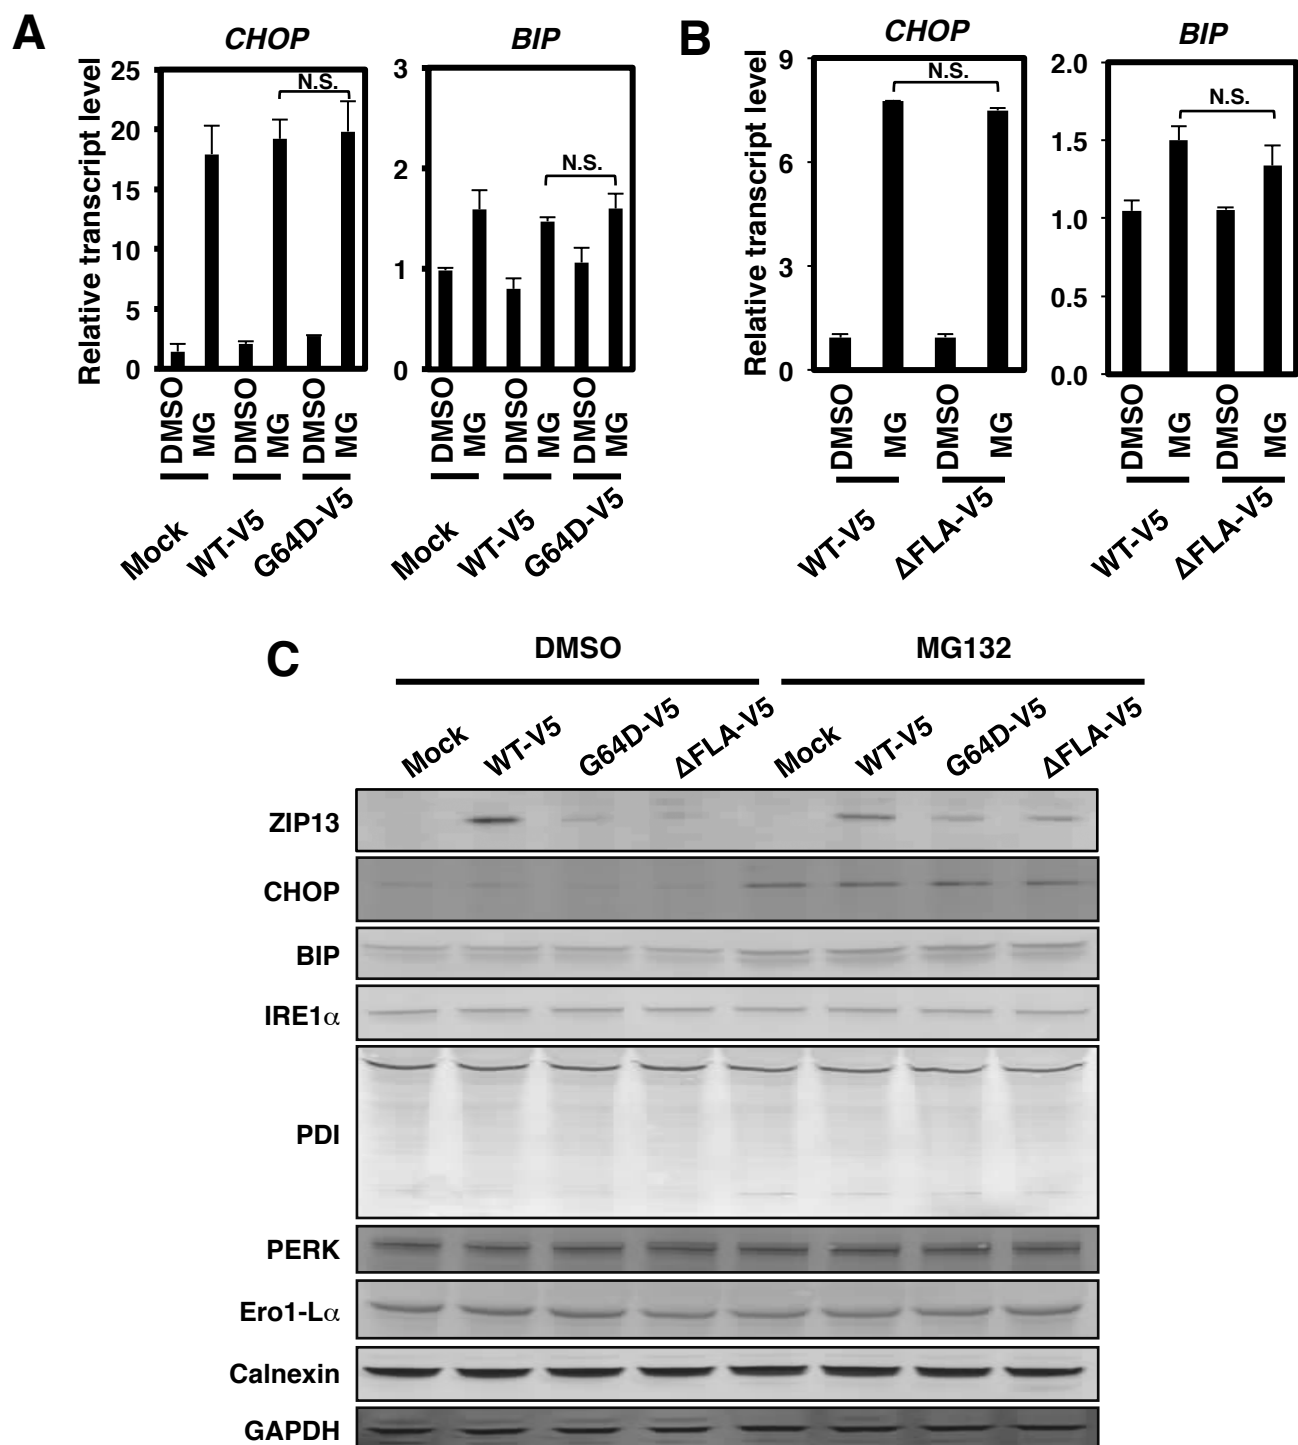 A
CHOP
BIP
Relative transcript level
25
20
15
10
5
0
N.S.
3
2
1
0
N.S.
DMSO
MG
DMSO
MG
DMSO
MG
DMSO
MG
DMSO
MG
DMSO
MG
Mock
WT-V5
G64D-V5
Mock
WT-V5
G64D-V5
B
CHOP
BIP
Relative transcript level
9
6
3
0
N.S.
2.0
1.5
1.0
0.5
0.0
N.S.
DMSO
MG
DMSO
MG
DMSO
MG
DMSO
MG
WT-V5
ΔFLA-V5
WT-V5
ΔFLA-V5
C
DMSO
MG132
Mock
WT-V5
G64D-V5
ΔFLA-V5
Mock
WT-V5
G64D-V5
ΔFLA-V5
ZIP13
CHOP
BIP
IRE1α
PDI
PERK
Ero1-Lα
Calnexin
GAPDH